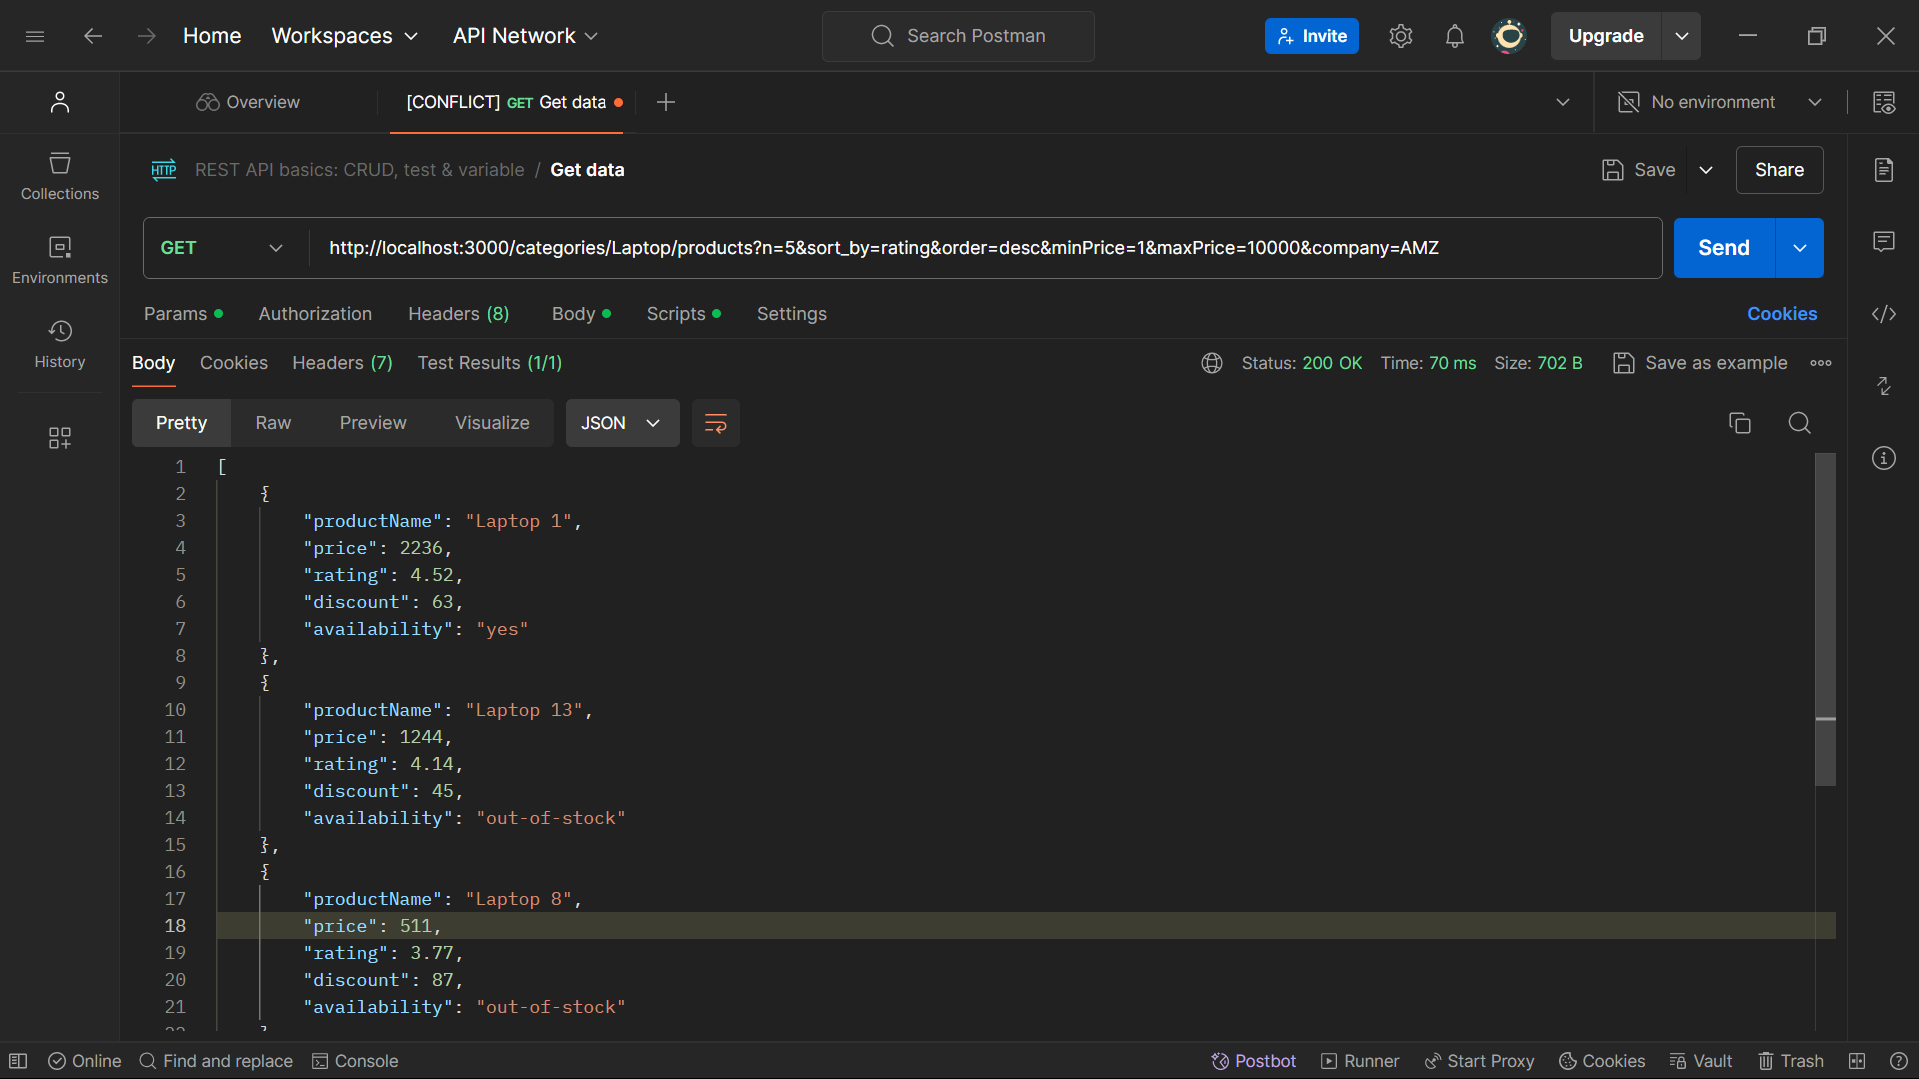 Home Workspaces API Network Search Postman Invite Upgrade
Overview [CONFLICT] GET Get data No environment
HTTP REST API basics: CRUD, test & variable / Get data Save Share
Collections
Environments
History
GET http://localhost:3000/categories/Laptop/products?n=5&sort_by=rating&order=desc&minPrice=1&maxPrice=10000&company=AMZ Send
Params Authorization Headers (8) Body Scripts Settings Cookies
Body Cookies Headers (7) Test Results (1/1) Status: 200 OK Time: 70 ms Size: 702 B Save as example
Pretty Raw Preview Visualize JSON
1 [
2 {
3 "productName": "Laptop 1",
4 "price": 2236,
5 "rating": 4.52,
6 "discount": 63,
7 "availability": "yes"
8 },
9 {
10 "productName": "Laptop 13",
11 "price": 1244,
12 "rating": 4.14,
13 "discount": 45,
14 "availability": "out-of-stock"
15 },
16 {
17 "productName": "Laptop 8",
18 "price": 511,
19 "rating": 3.77,
20 "discount": 87,
21 "availability": "out-of-stock"
Online Find and replace Console Postbot Runner Start Proxy Cookies Vault Trash